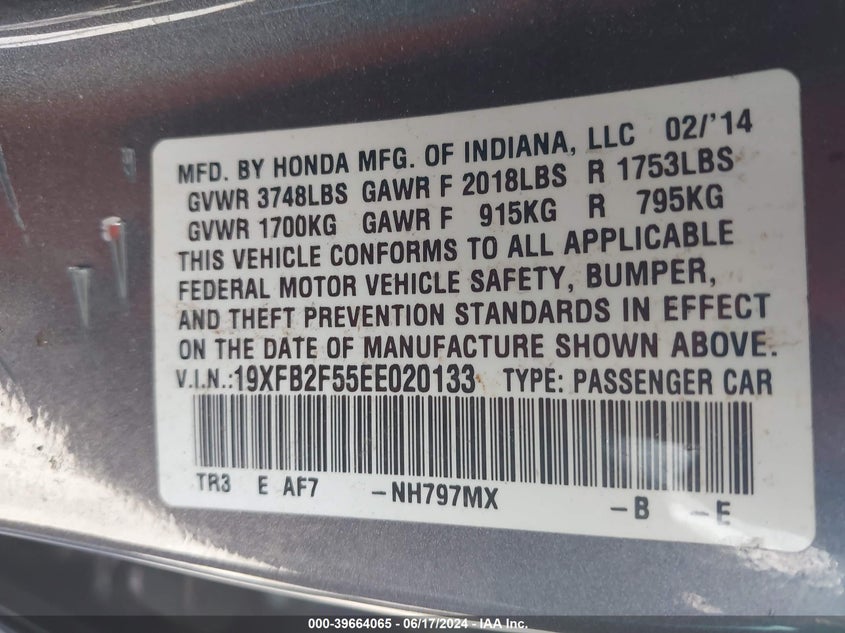 MFD. BY HONDA MFG. OF INDIANA, LLC 02/'14
GVWR 3748LBS GAWR F 2018LBS R 1753LBS
GVWR 1700KG GAWR F 915KG R 795KG
THIS VEHICLE CONFORMS TO ALL APPLICABLE
FEDERAL MOTOR VEHICLE SAFETY, BUMPER,
AND THEFT PREVENTION STANDARDS IN EFFECT
ON THE DATE OF MANUFACTURE SHOWN ABOVE.
V.I.N.:19XFB2F55EE020133 TYPE: PASSENGER CAR
TR3 E AF7 -NH797MX -B -E
000-39664065 - 06/17/2024 - IAA Inc.